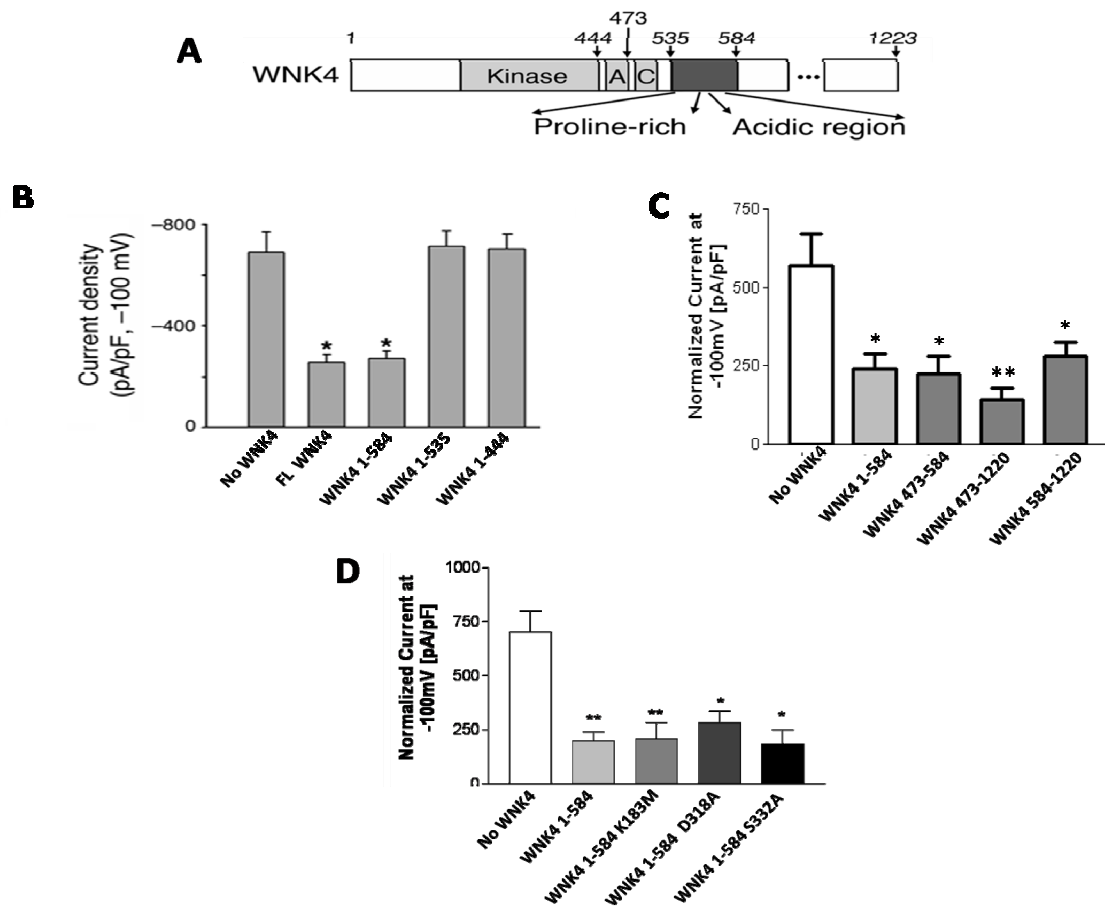 A
473
1 444 535 584 1223
WNK4 Kinase A C ...
Proline-rich Acidic region
B
Current density
(pA/pF, –100 mV)
–800
–400
0
*
*
No WNK4
FL WNK4
WNK4 1-584
WNK4 1-535
WNK4 1-444
C
Normalized Current at
-100mV [pA/pF]
750
500
250
0
*
*
**
*
No WNK4
WNK4 1-584
WNK4 473-584
WNK4 473-1220
WNK4 584-1220
D
Normalized Current at
-100mV [pA/pF]
1000
750
500
250
0
**
**
*
*
No WNK4
WNK4 1-584
WNK4 1-584 K183M
WNK4 1-584 D318A
WNK4 1-584 S332A